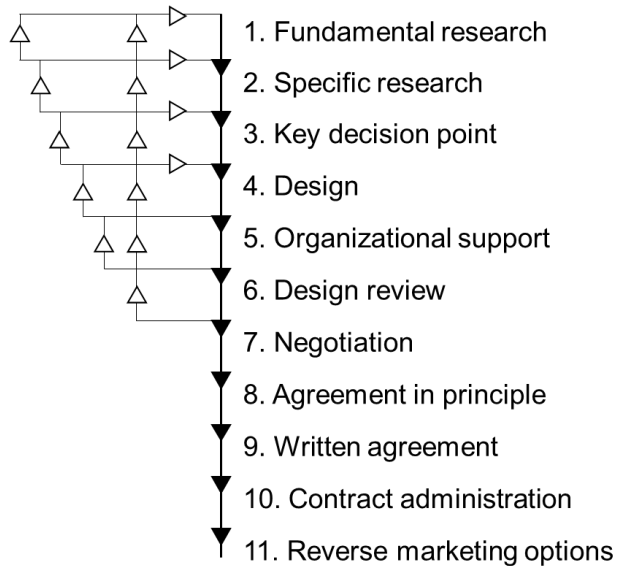 1. Fundamental research
2. Specific research
3. Key decision point
4. Design
5. Organizational support
6. Design review
7. Negotiation
8. Agreement in principle
9. Written agreement
10. Contract administration
11. Reverse marketing options